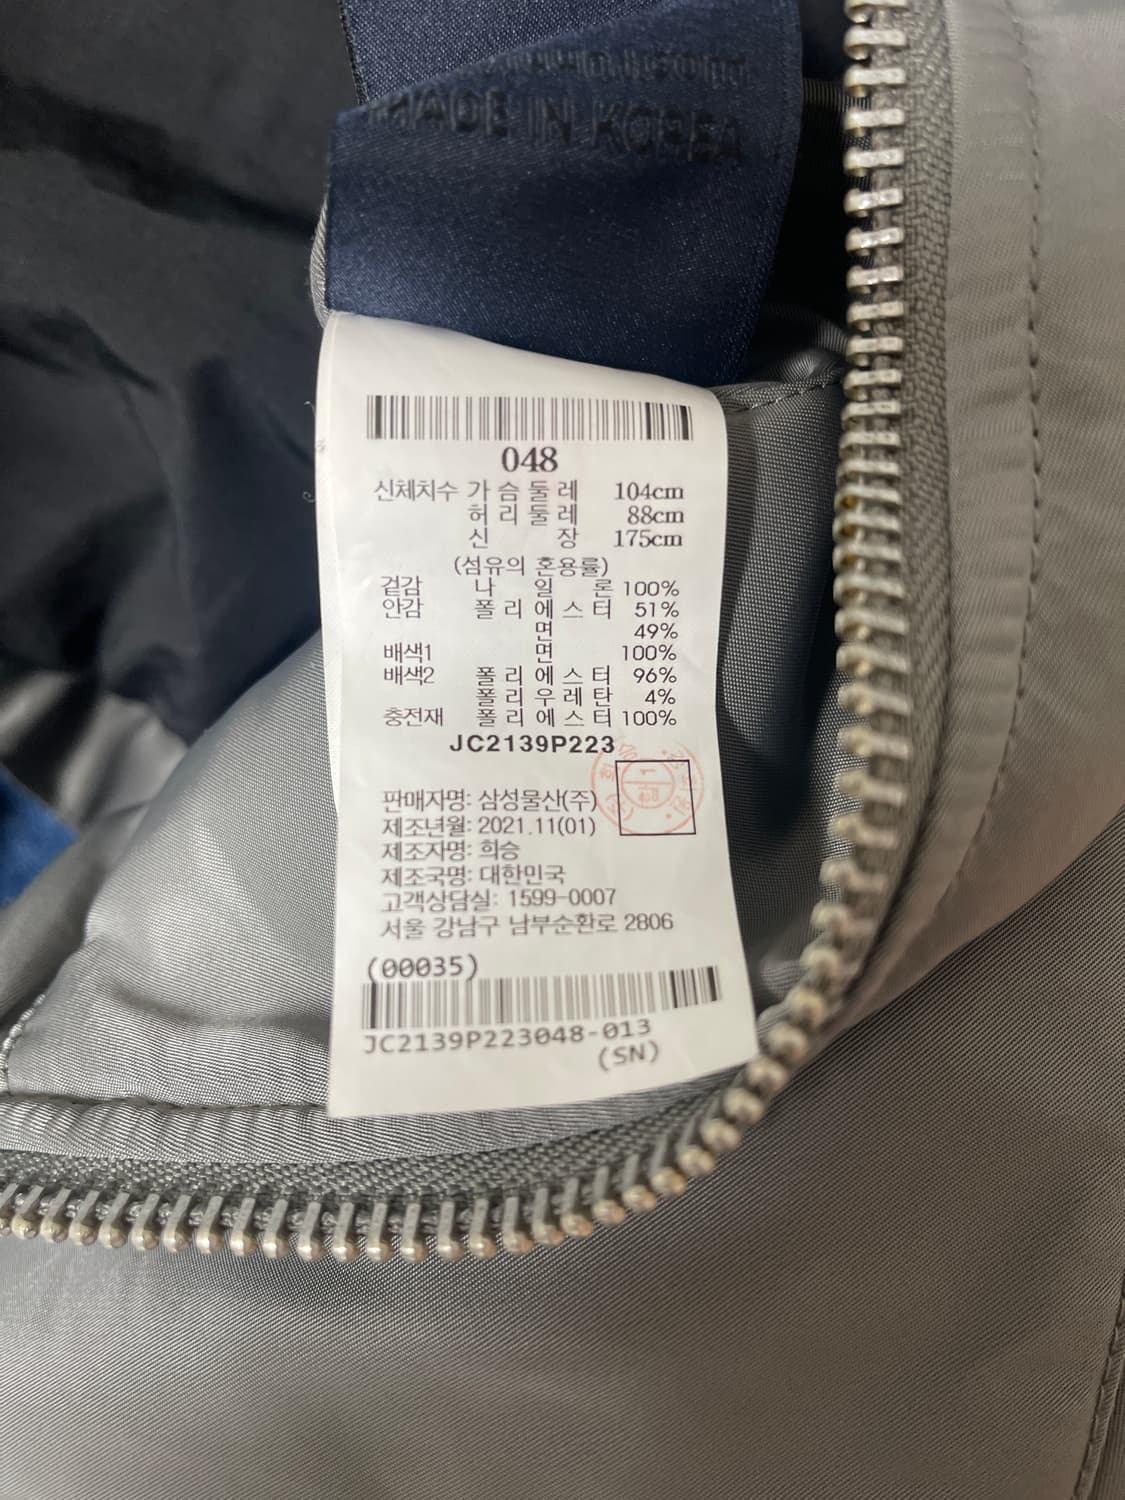 MADE IN KOREA
048
신체치수 가슴둘레 104cm
허리둘레 88cm
신장 175cm
(섬유의 혼용률)
겉감 나일론 100%
안감 폴리에스터 51%
면 49%
배색1 면 100%
배색2 폴리에스터 96%
폴리우레탄 4%
충전재 폴리에스터 100%
JC2139P223
판매자명: 삼성물산(주)
제조년월: 2021.11(01)
제조자명: 희승
제조국명: 대한민국
고객상담실: 1599-0007
서울 강남구 남부순환로 2806
(00035)
JC2139P223048-013
(SN)